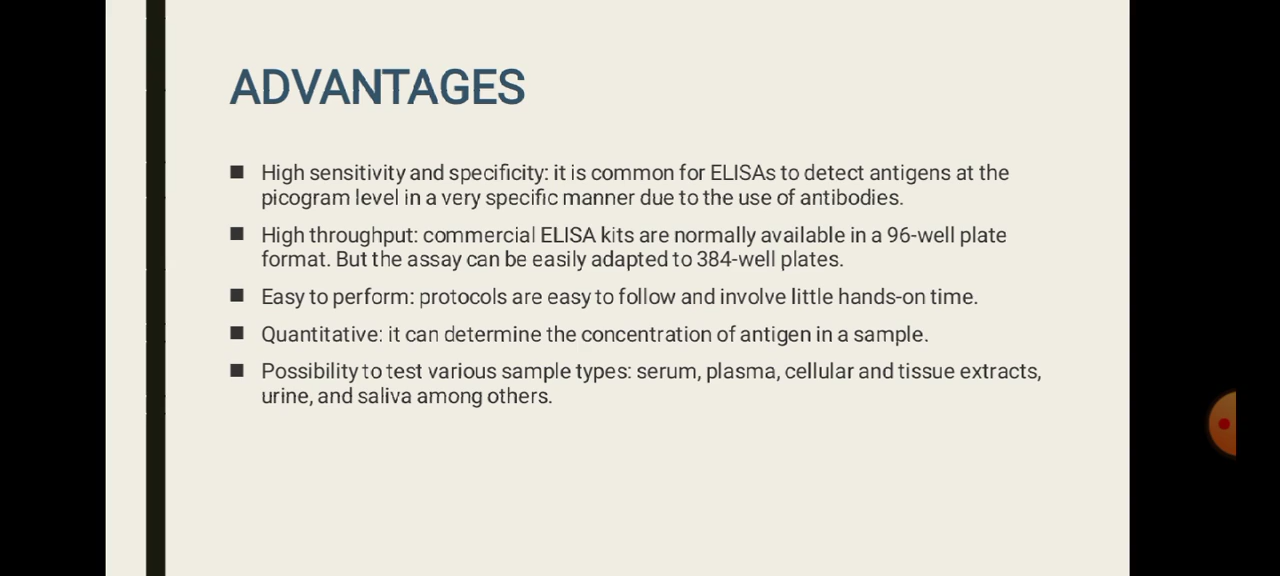 ADVANTAGES
■ High sensitivity and specificity: it is common for ELISAs to detect antigens at the
picogram level in a very specific manner due to the use of antibodies.
■ High throughput: commercial ELISA kits are normally available in a 96-well plate
format. But the assay can be easily adapted to 384-well plates.
■ Easy to perform: protocols are easy to follow and involve little hands-on time.
■ Quantitative: it can determine the concentration of antigen in a sample.
■ Possibility to test various sample types: serum, plasma, cellular and tissue extracts,
urine, and saliva among others.